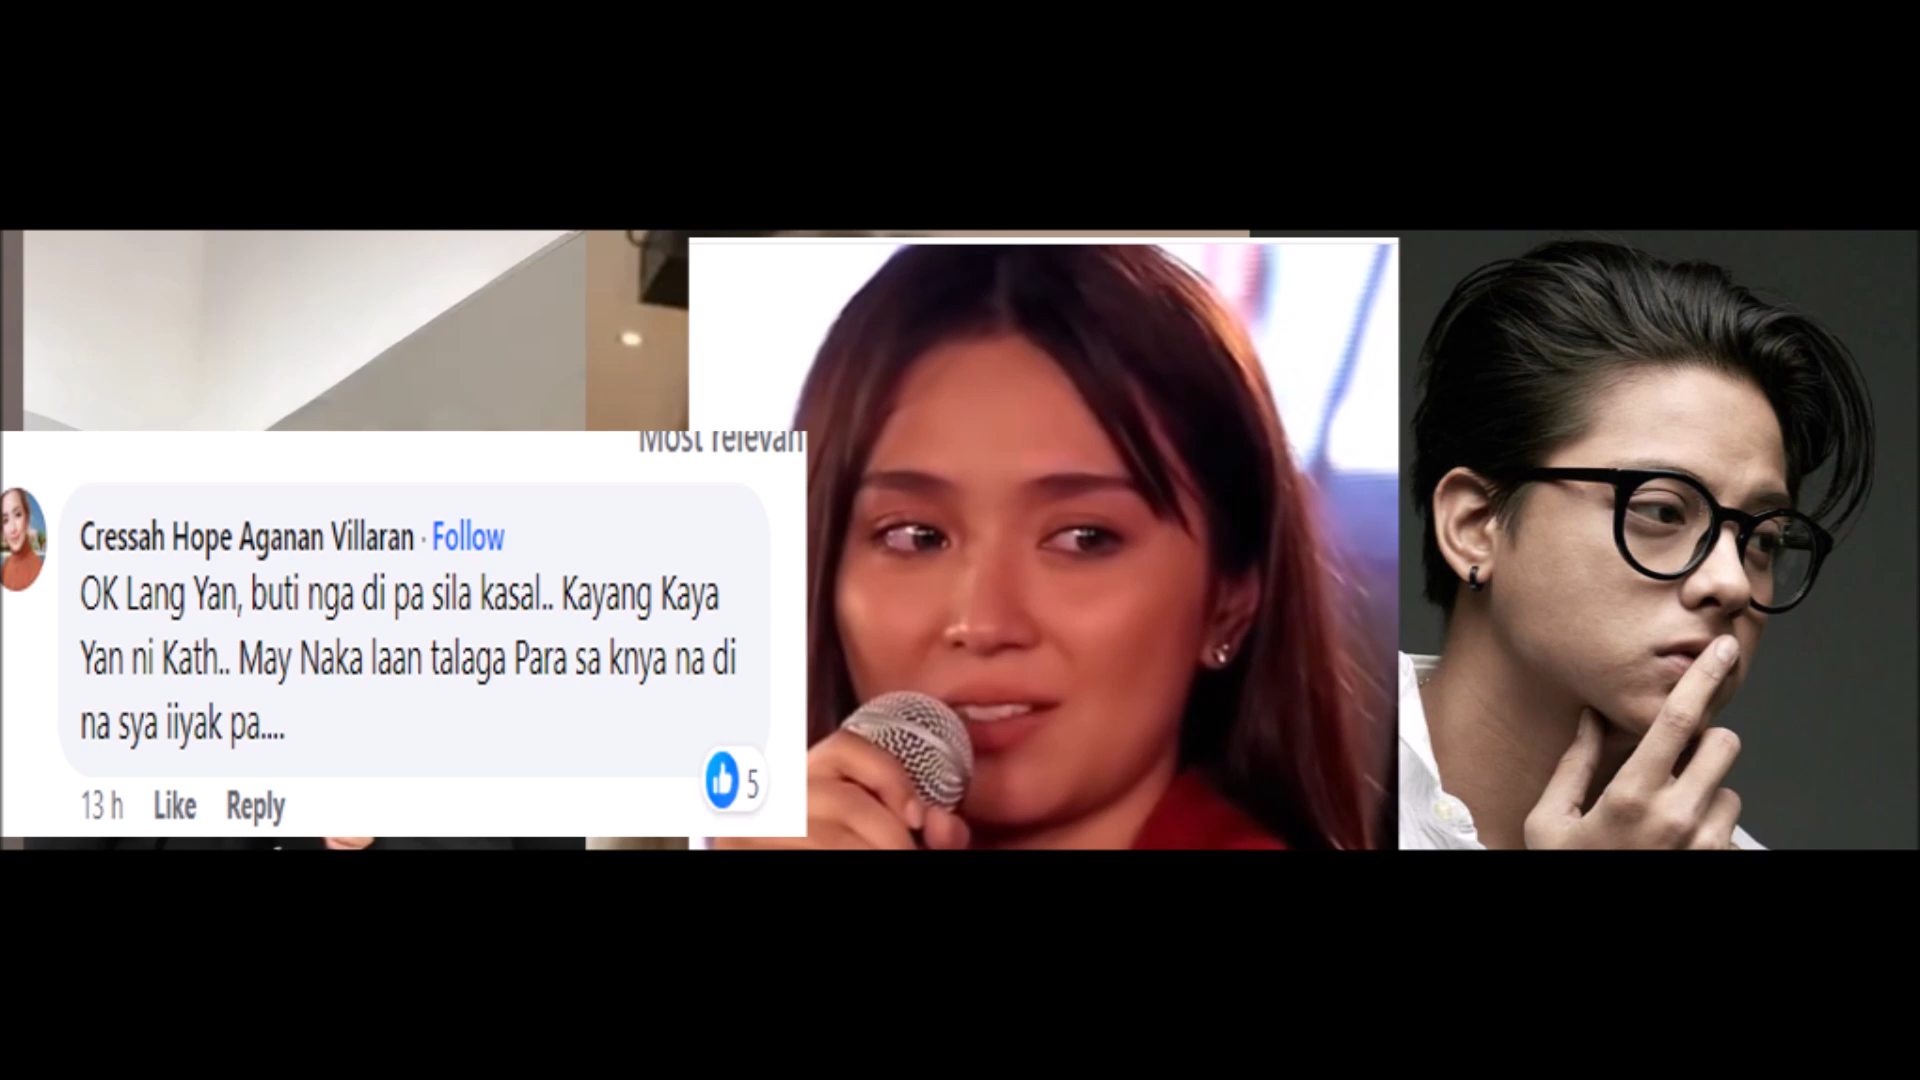 Most relevan
Cressah Hope Aganan Villaran · Follow
OK Lang Yan, buti nga di pa sila kasal.. Kayang Kaya
Yan ni Kath.. May Naka laan talaga Para sa knya na di
na sya iiyak pa....
5
13 h Like Reply